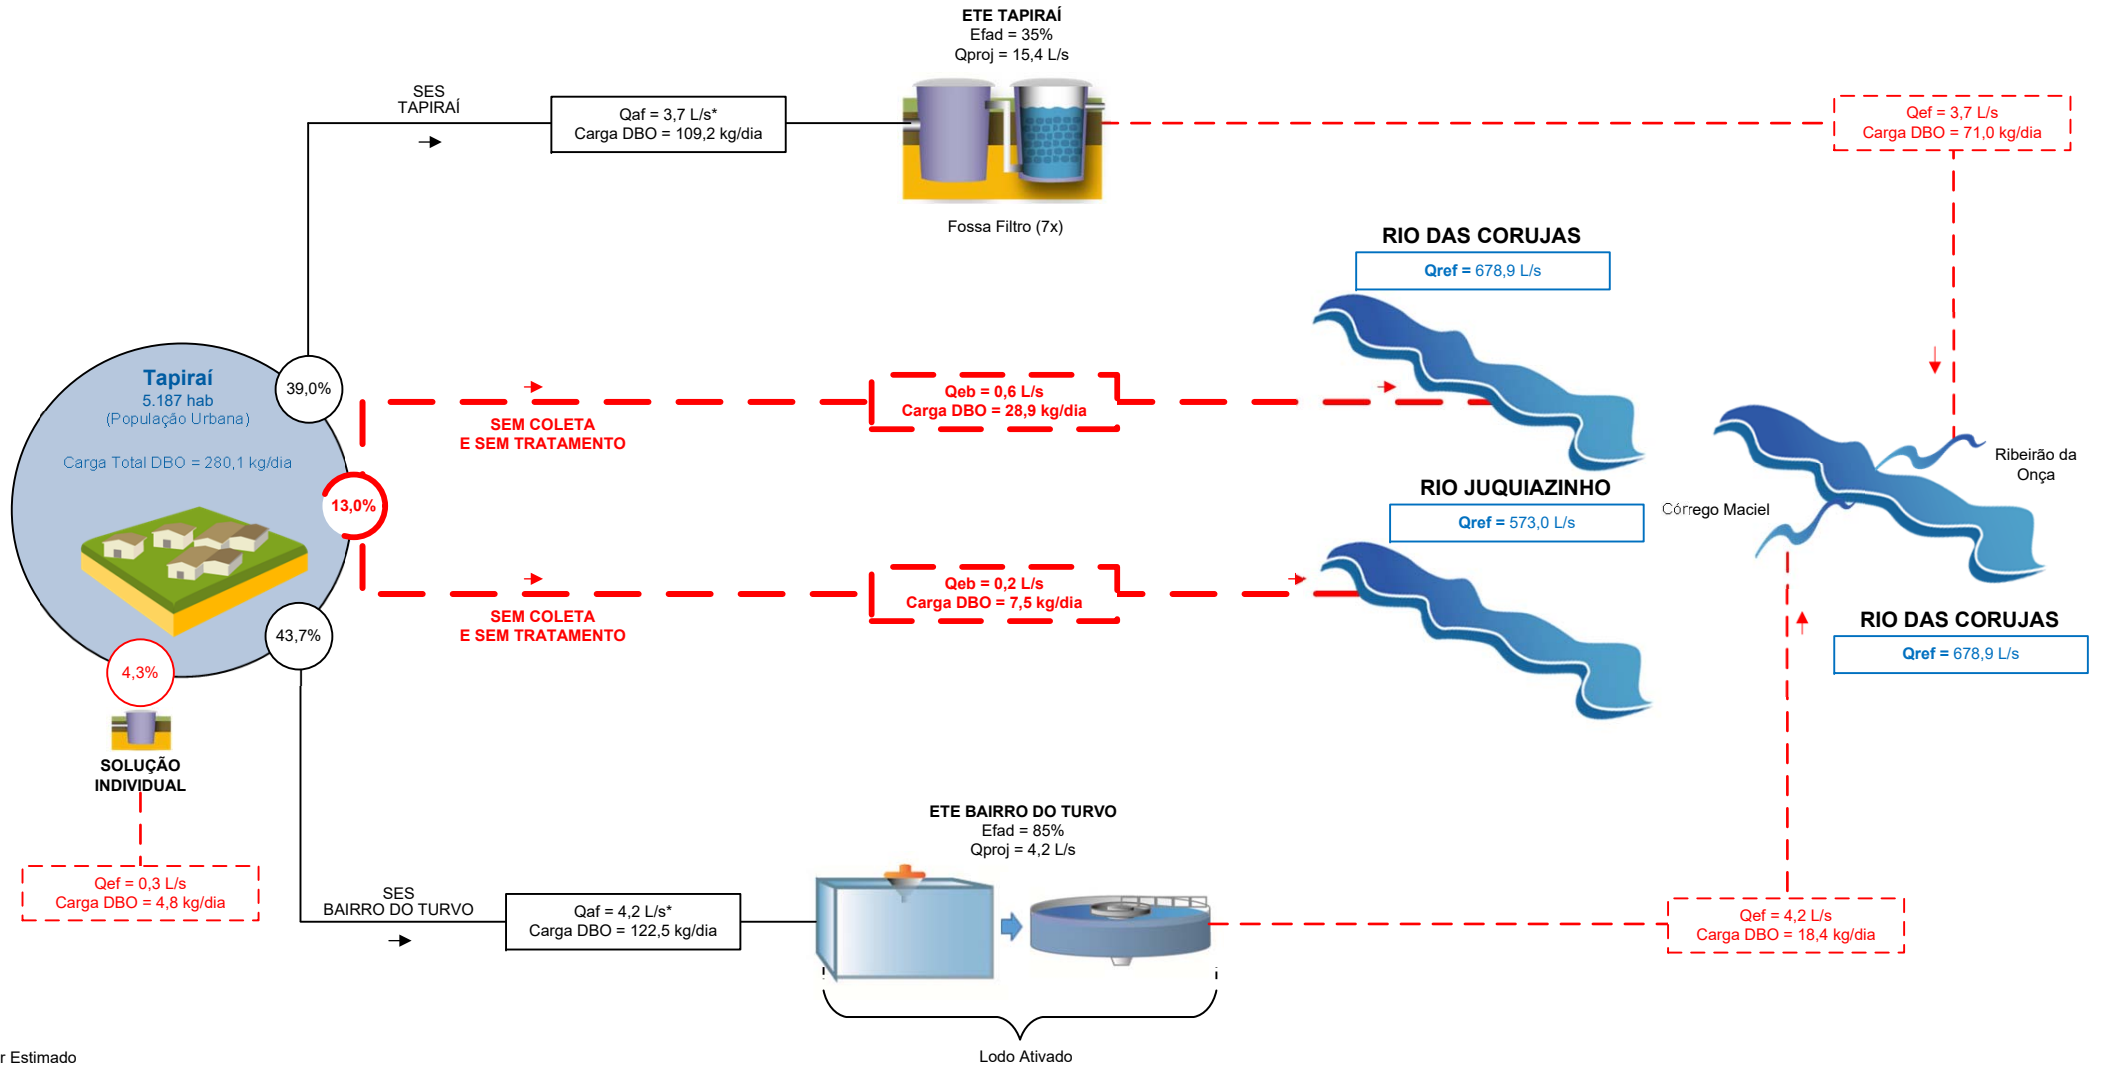 ETE TAPIRAÍ
Efad = 35%
Qproj = 15,4 L/s
SES
TAPIRAÍ
Qaf = 3,7 L/s*
Carga DBO = 109,2 kg/dia
Qef = 3,7 L/s
Carga DBO = 71,0 kg/dia
Fossa Filtro (7x)
RIO DAS CORUJAS
Qref = 678,9 L/s
Tapiraí
5.187 hab
(População Urbana)
Carga Total DBO = 280,1 kg/dia
39,0%
SEM COLETA
E SEM TRATAMENTO
Qeb = 0,6 L/s
Carga DBO = 28,9 kg/dia
13,0%
RIO JUQUIAZINHO
Qref = 573,0 L/s
Ribeirão da
Onça
Córrego Maciel
SEM COLETA
E SEM TRATAMENTO
Qeb = 0,2 L/s
Carga DBO = 7,5 kg/dia
RIO DAS CORUJAS
Qref = 678,9 L/s
43,7%
4,3%
SOLUÇÃO
INDIVIDUAL
Qef = 0,3 L/s
Carga DBO = 4,8 kg/dia
ETE BAIRRO DO TURVO
Efad = 85%
Qproj = 4,2 L/s
SES
BAIRRO DO TURVO
Qaf = 4,2 L/s*
Carga DBO = 122,5 kg/dia
Qef = 4,2 L/s
Carga DBO = 18,4 kg/dia
Lodo Ativado
r Estimado